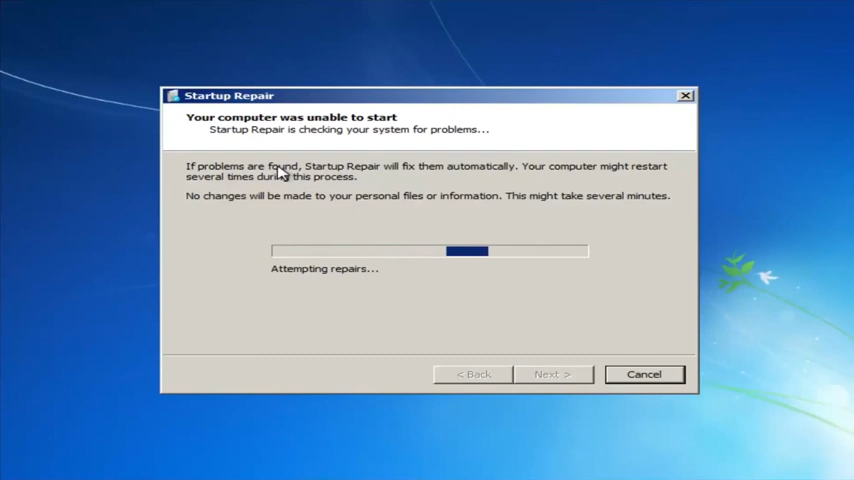 Startup Repair
Your computer was unable to start
Startup Repair is checking your system for problems...
If problems are found, Startup Repair will fix them automatically. Your computer might restart
several times during this process.
No changes will be made to your personal files or information. This might take several minutes.
Attempting repairs...
< Back
Next >
Cancel